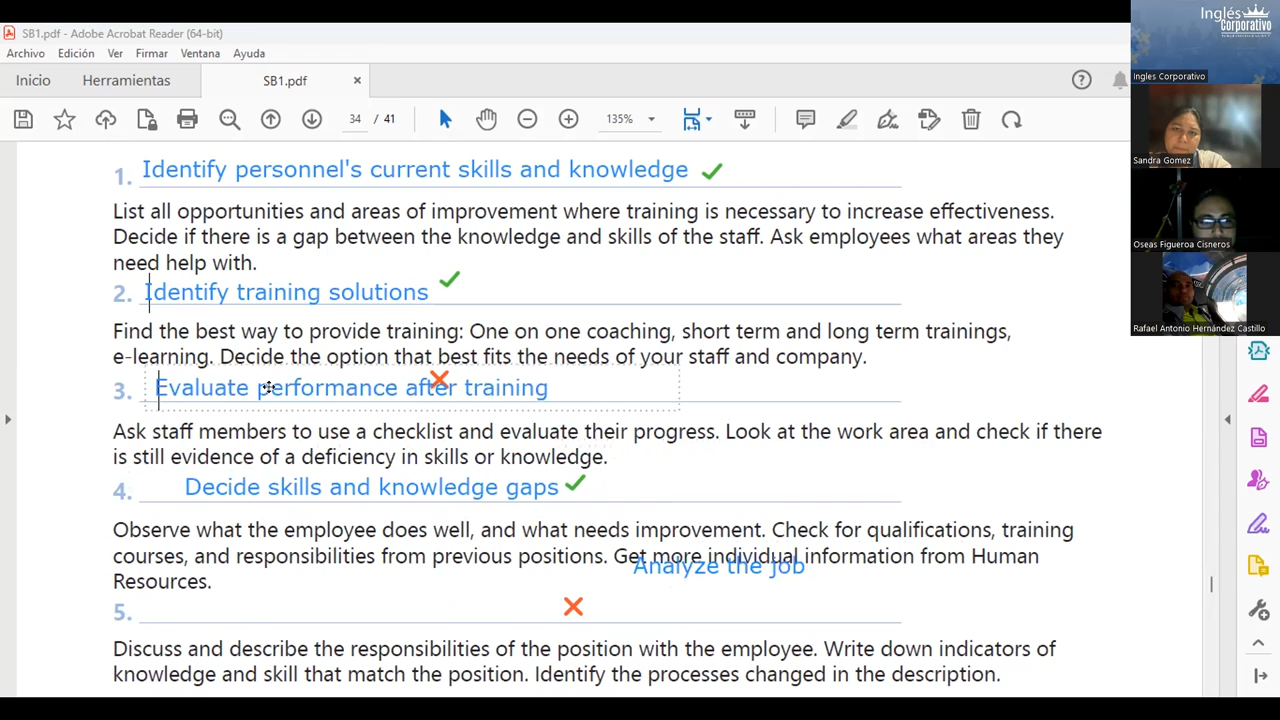 SB1.pdf - Adobe Acrobat Reader (64-bit)
Archivo Edición Ver Firmar Ventana Ayuda
Inicio Herramientas SB1.pdf
34 / 41 135%
1. Identify personnel's current skills and knowledge
List all opportunities and areas of improvement where training is necessary to increase effectiveness.
Decide if there is a gap between the knowledge and skills of the staff. Ask employees what areas they
need help with.
2. Identify training solutions
Find the best way to provide training: One on one coaching, short term and long term trainings,
e-learning. Decide the option that best fits the needs of your staff and company.
3. Evaluate performance after training
Ask staff members to use a checklist and evaluate their progress. Look at the work area and check if there
is still evidence of a deficiency in skills or knowledge.
4. Decide skills and knowledge gaps
Observe what the employee does well, and what needs improvement. Check for qualifications, training
courses, and responsibilities from previous positions. Get more individual information from Human
Analyze the job
Resources.
5.
Discuss and describe the responsibilities of the position with the employee. Write down indicators of
knowledge and skill that match the position. Identify the processes changed in the description.
Inglés
Corporativo
Ingles Corporativo
Sandra Gomez
Oseas Figueroa Cisneros
Rafael Antonio Hernández Castillo